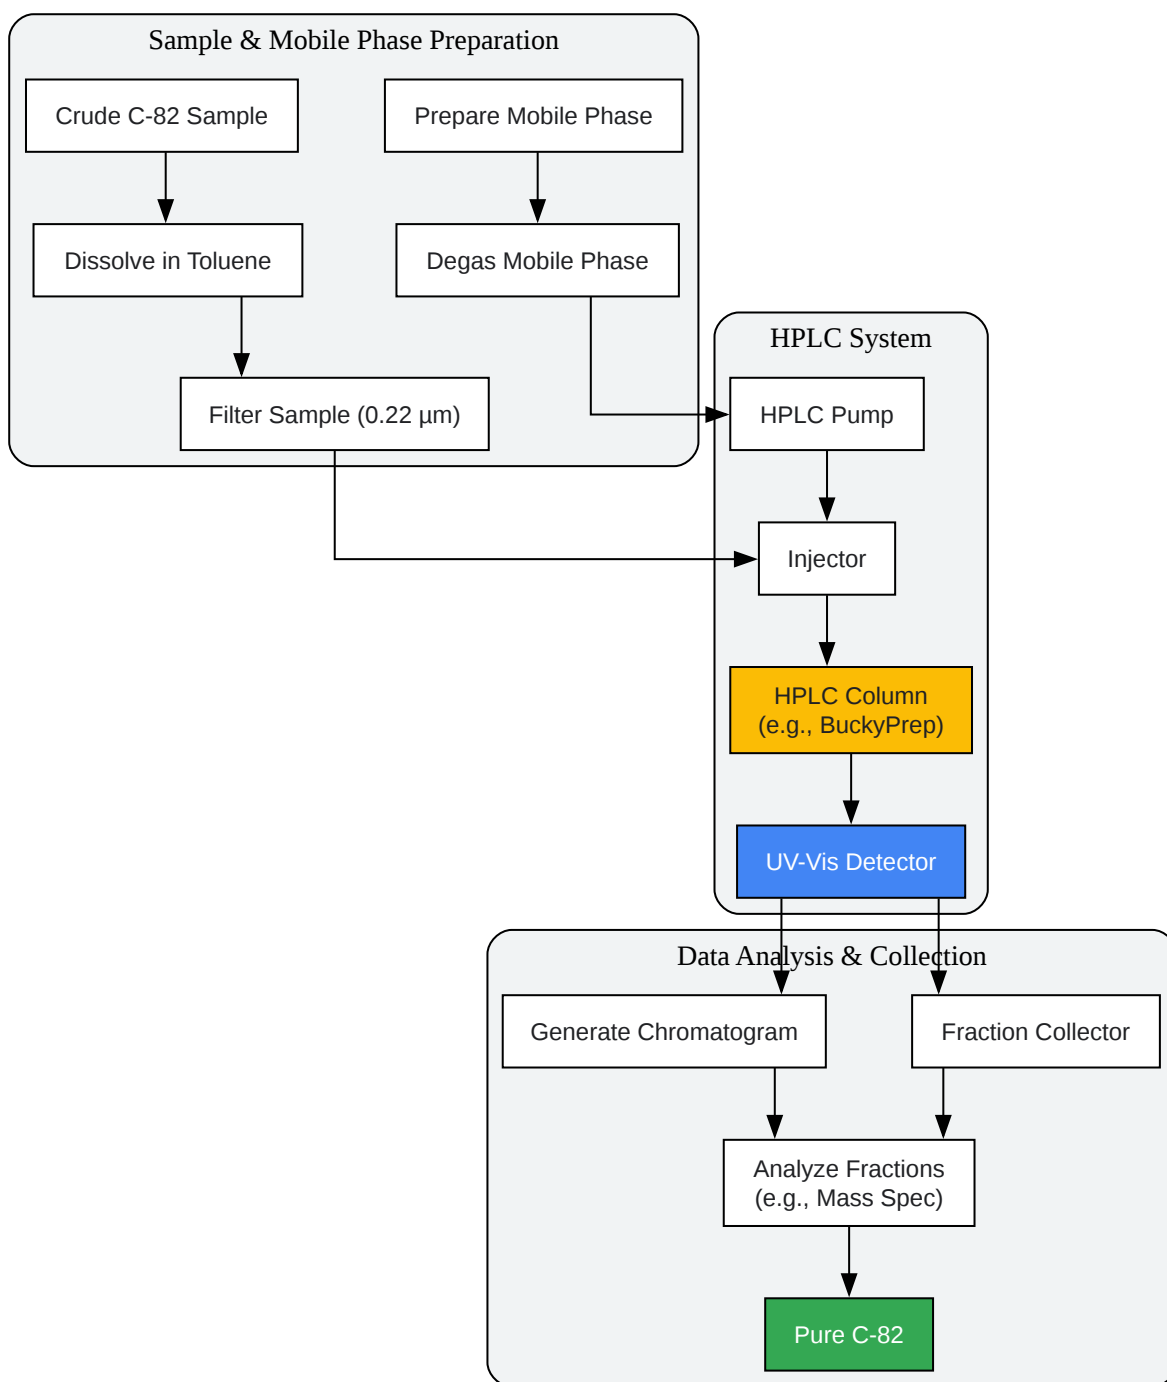 Sample & Mobile Phase Preparation
Crude C-82 Sample
Prepare Mobile Phase
Dissolve in Toluene
Degas Mobile Phase
Filter Sample (0.22 µm)
HPLC System
HPLC Pump
Injector
HPLC Column
(e.g., BuckyPrep)
UV-Vis Detector
Data Analysis & Collection
Generate Chromatogram
Fraction Collector
Analyze Fractions
(e.g., Mass Spec)
Pure C-82